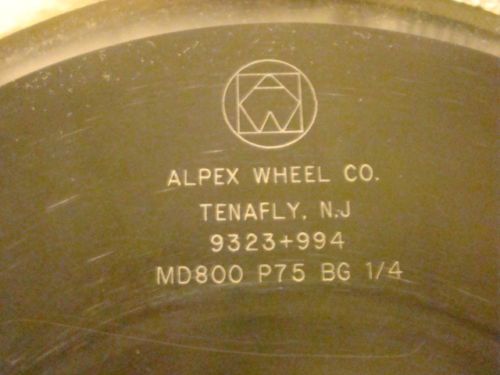 ALPEX WHEEL CO.
TENAFLY, N.J
9323+994
MD800 P75 BG 1/4